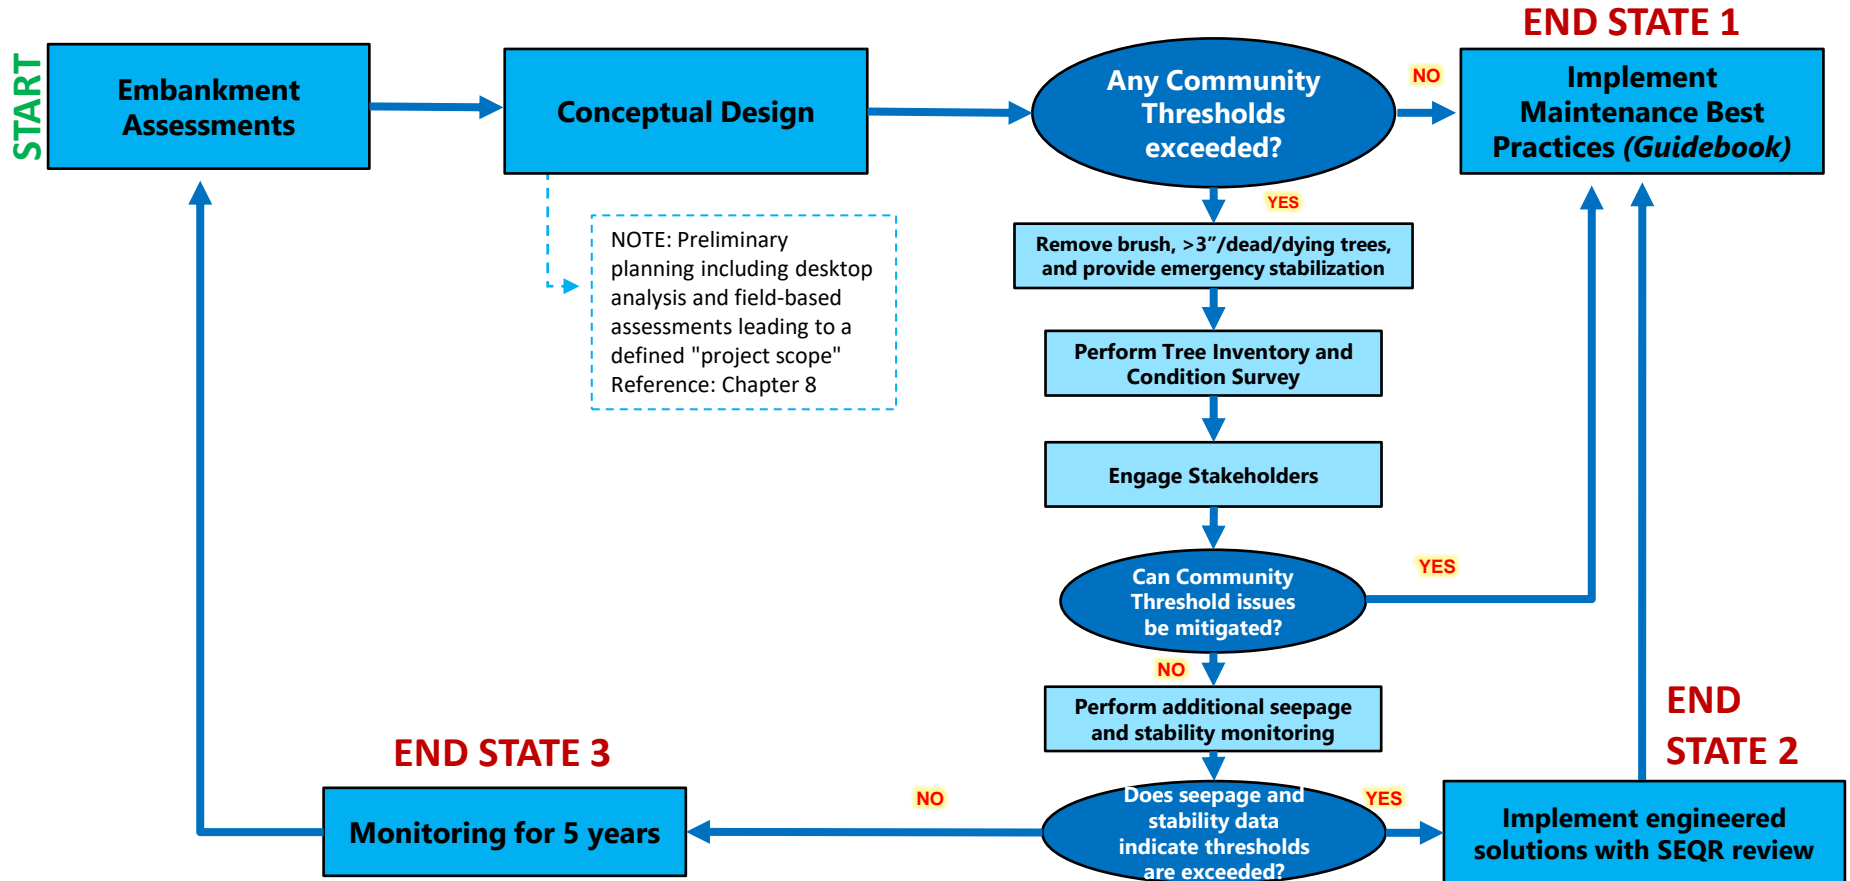 START
Embankment
Assessments
Conceptual Design
NOTE: Preliminary
planning including desktop
analysis and field-based
assessments leading to a
defined "project scope"
Reference: Chapter 8
Any Community
Thresholds
exceeded?
NO
END STATE 1
Implement
Maintenance Best
Practices (Guidebook)
YES
Remove brush, >3”/dead/dying trees,
and provide emergency stabilization
Perform Tree Inventory and
Condition Survey
Engage Stakeholders
Can Community
Threshold issues
be mitigated?
YES
NO
Perform additional seepage
and stability monitoring
Does seepage and
stability data
indicate thresholds
are exceeded?
YES
END
STATE 2
Implement engineered
solutions with SEQR review
NO
END STATE 3
Monitoring for 5 years